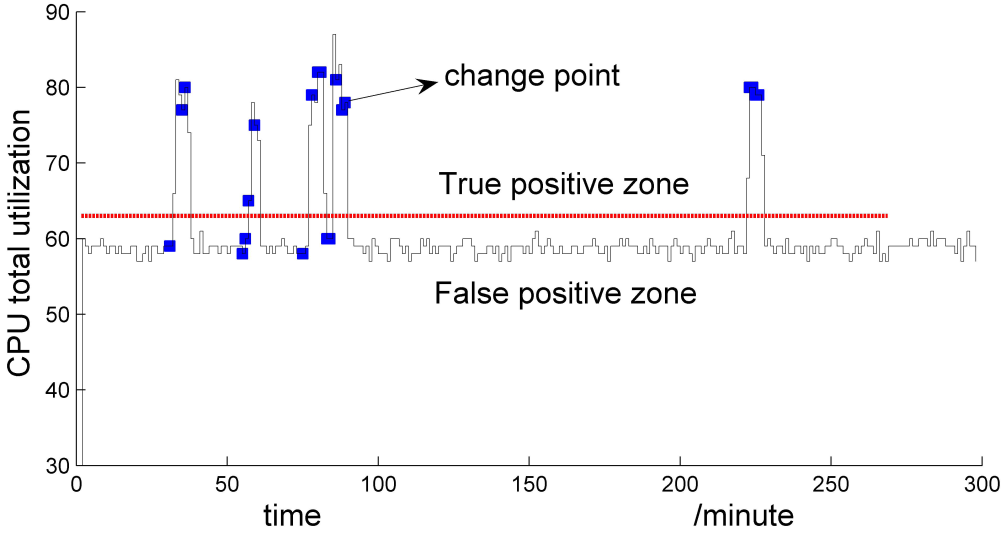 90
80
70
60
50
40
30
CPU total utilization
change point
True positive zone
False positive zone
0 50 100 150 200 250 300
time /minute